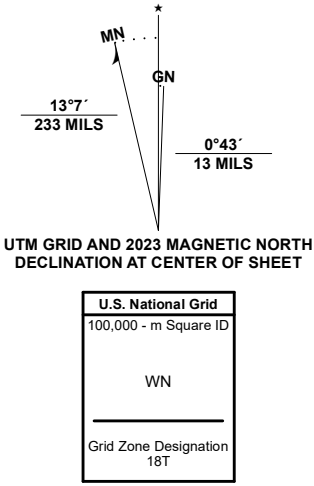 ★
MN
GN
13°7´
233 MILS
0°43´
13 MILS
UTM GRID AND 2023 MAGNETIC NORTH
DECLINATION AT CENTER OF SHEET
U.S. National Grid
100,000 - m Square ID
WN
Grid Zone Designation
18T